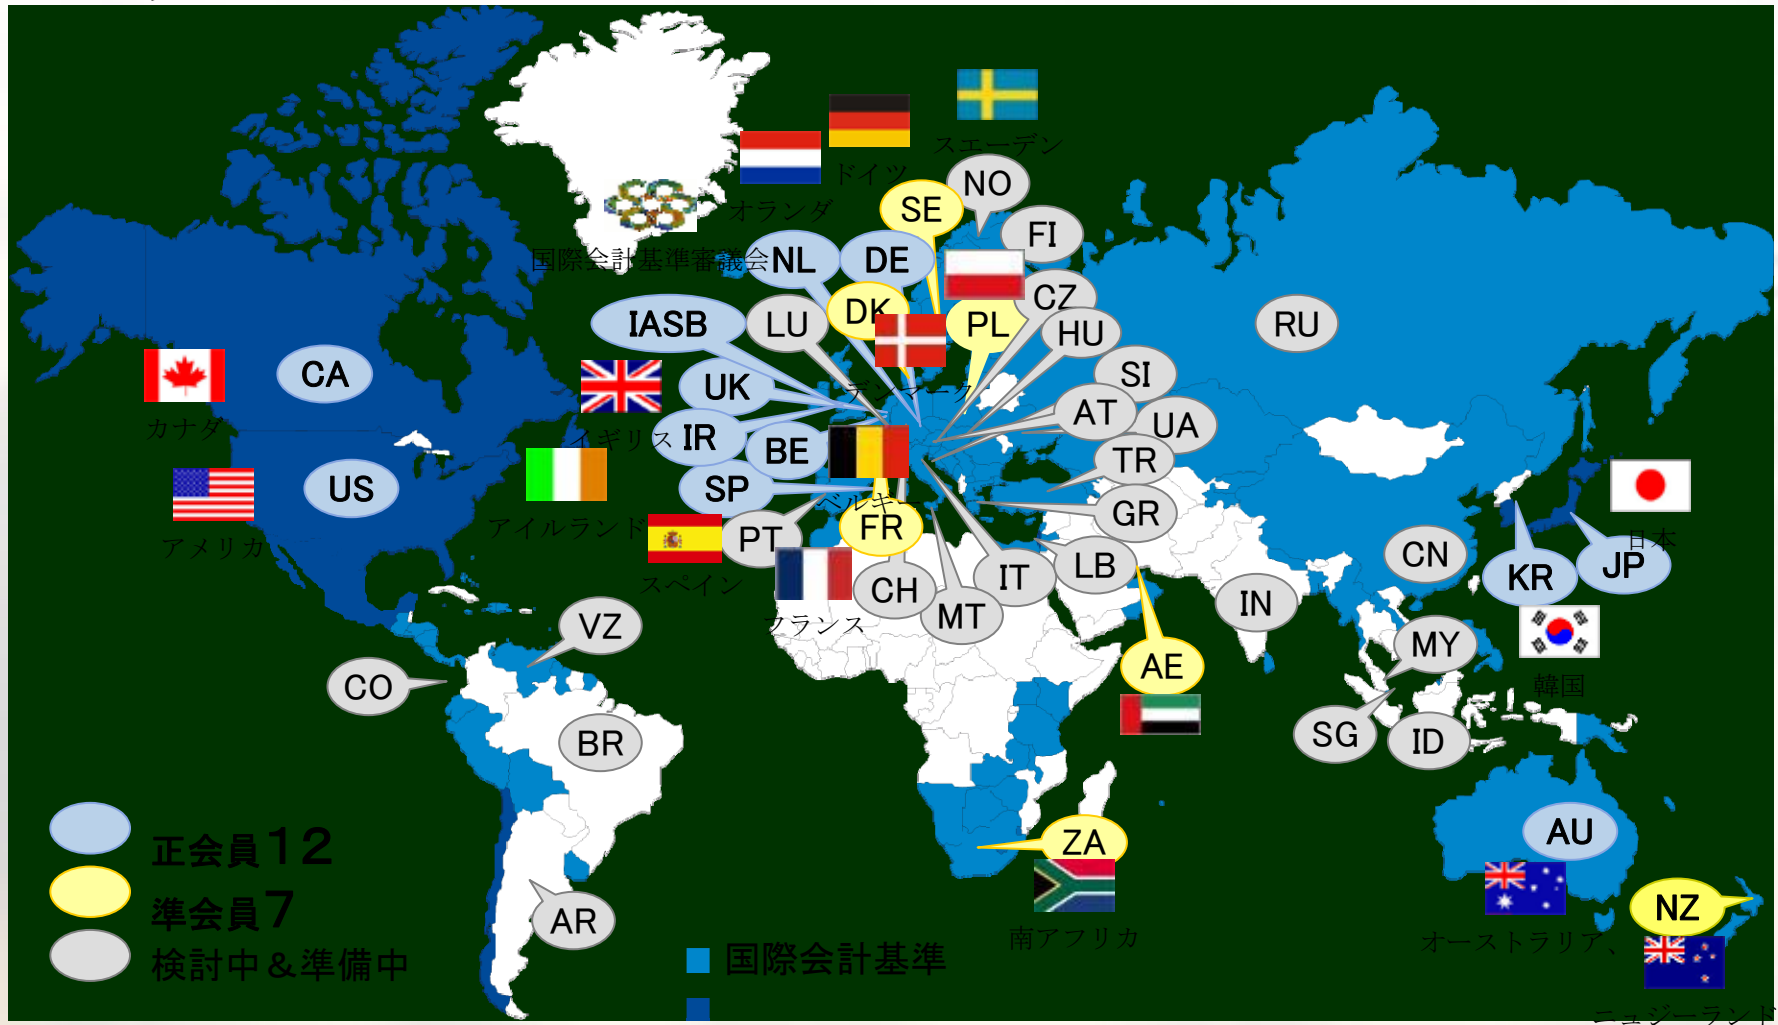 スエーデン
ドイツ
オランダ
国際会計基準審議会
NO
SE
FI
NL
DE
CZ
DK
IASB
LU
PL
HU
RU
CA
UK
デンマーク
SI
AT
UA
カナダ
イギリス
IR
BE
TR
US
SP
ベルギー
GR
アイルランド
FR
PT
アメリカ
スペイン
日本
CN
KR
JP
CH
IT
LB
MT
IN
フランス
VZ
MY
CO
AE
韓国
BR
SG
ID
AU
ZA
正会員12
準会員7
検討中＆準備中
AR
南アフリカ
国際会計基準
NZ
オーストラリア、
ニュジーランド